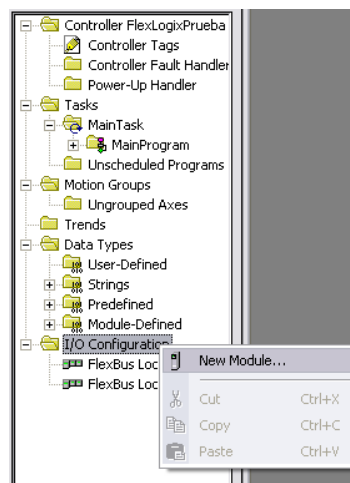 Controller FlexLogixPrueba
Controller Tags
Controller Fault Handler
Power-Up Handler
Tasks
MainTask
MainProgram
Unscheduled Programs
Motion Groups
Ungrouped Axes
Trends
Data Types
User-Defined
Strings
Predefined
Module-Defined
I/O Configuration
New Module...
FlexBus Loc
FlexBus Loc
Cut Ctrl+X
Copy Ctrl+C
Paste Ctrl+V